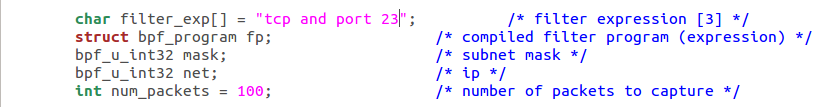 char filter_exp[] = "tcp and port 23"; /* filter expression [3] */
struct bpf_program fp; /* compiled filter program (expression) */
bpf_u_int32 mask; /* subnet mask */
bpf_u_int32 net; /* ip */
int num_packets = 100; /* number of packets to capture */